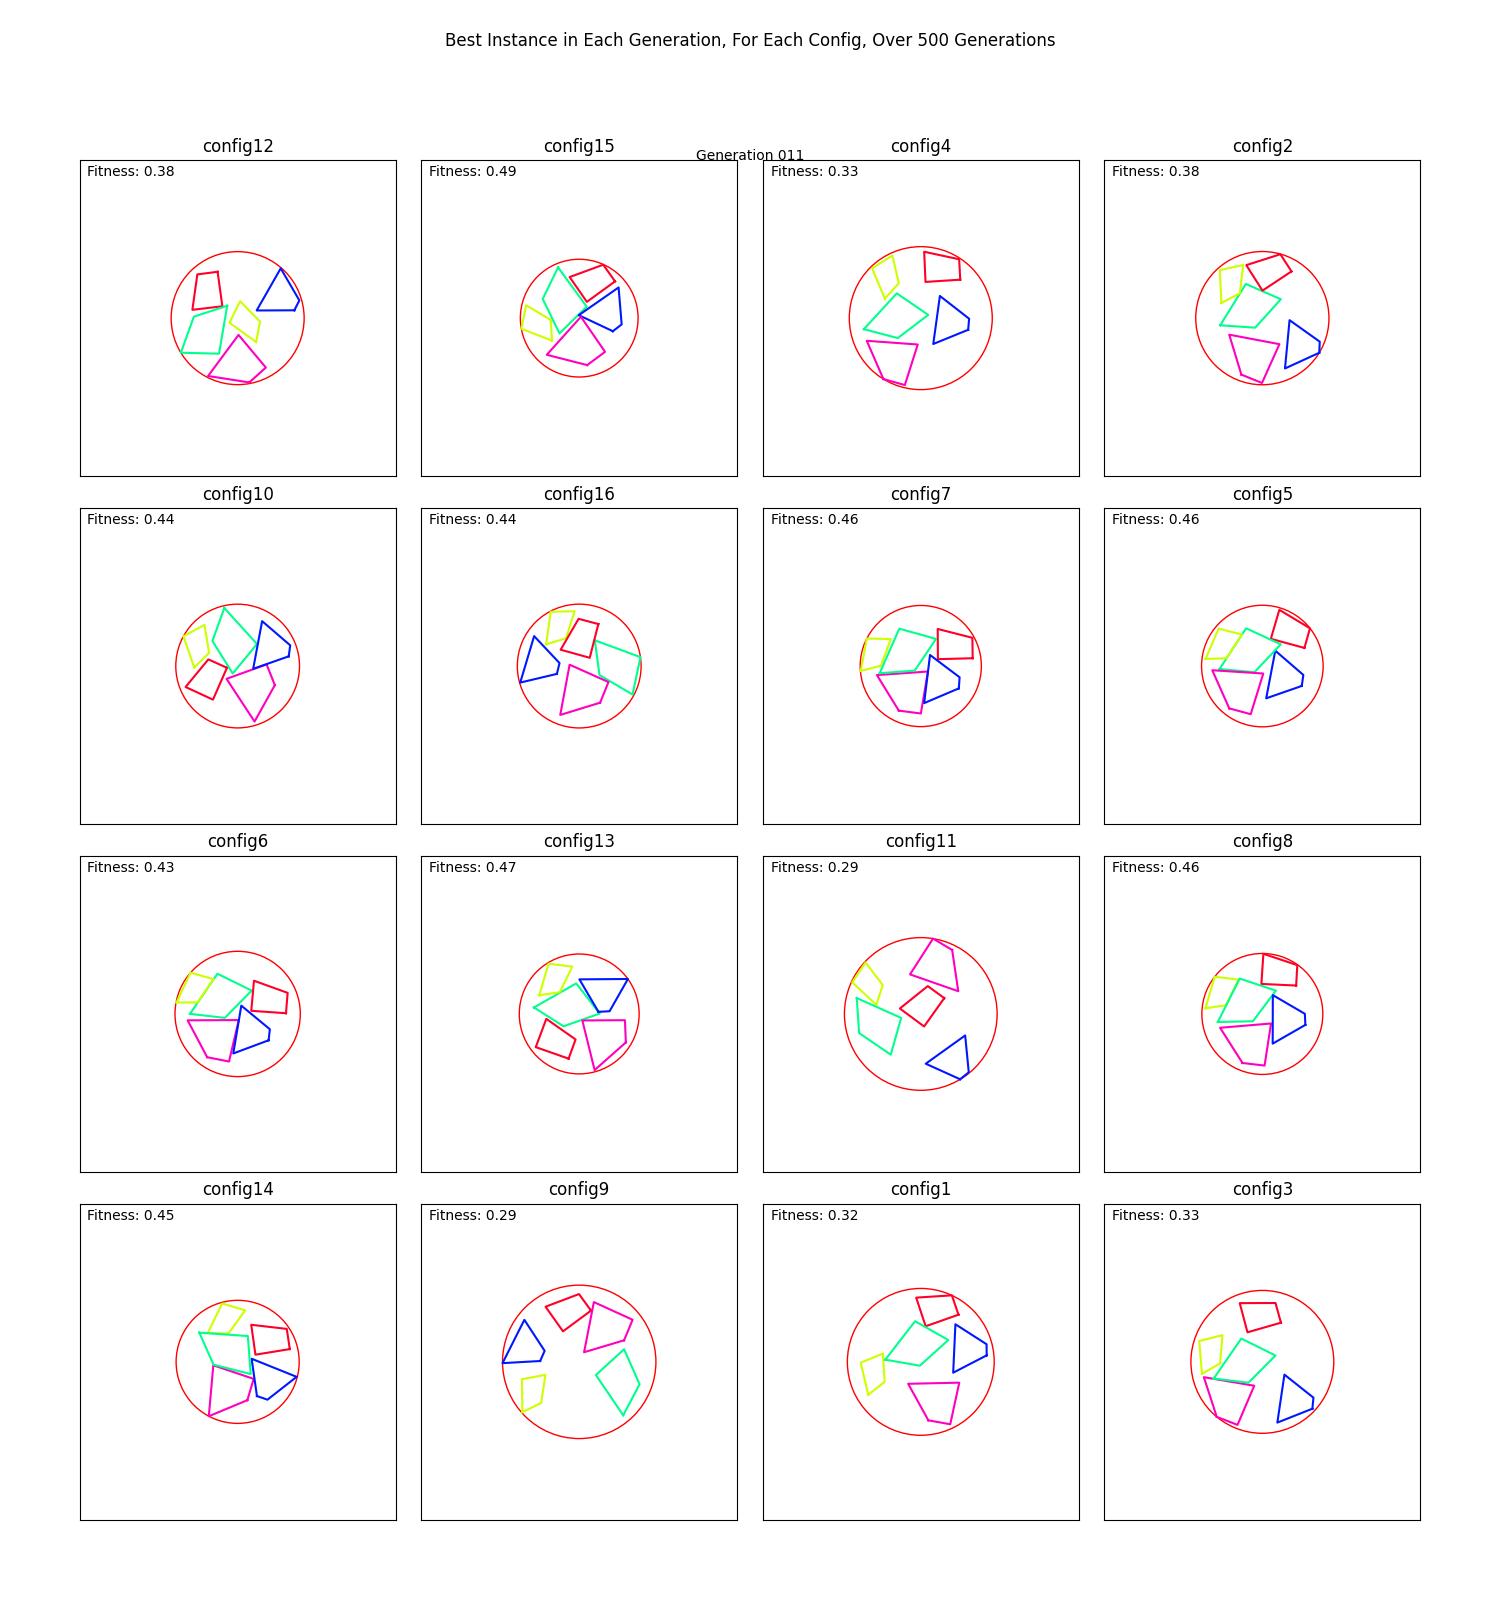 Best Instance in Each Generation, For Each Config, Over 500 Generations
Generation 011
config12
Fitness: 0.38
config15
Fitness: 0.49
config4
Fitness: 0.33
config2
Fitness: 0.38
config10
Fitness: 0.44
config16
Fitness: 0.44
config7
Fitness: 0.46
config5
Fitness: 0.46
config6
Fitness: 0.43
config13
Fitness: 0.47
config11
Fitness: 0.29
config8
Fitness: 0.46
config14
Fitness: 0.45
config9
Fitness: 0.29
config1
Fitness: 0.32
config3
Fitness: 0.33